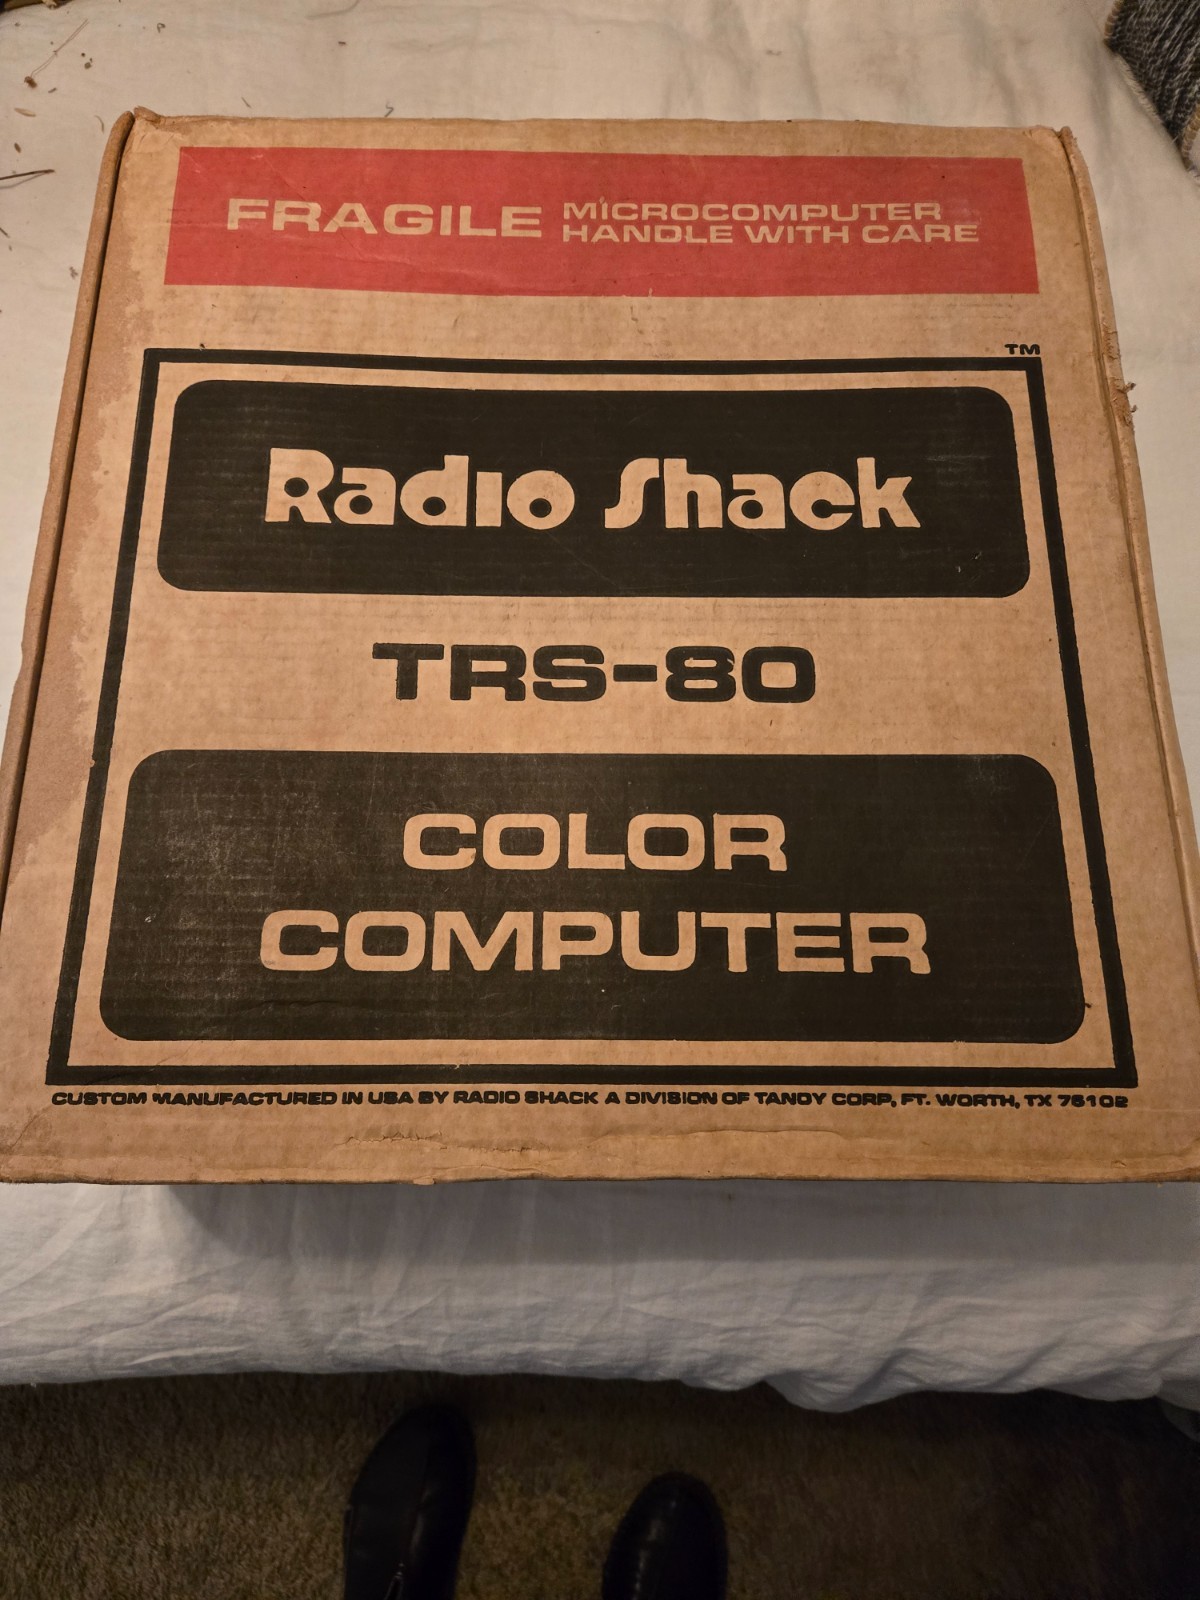 FRAGILE MICROCOMPUTER
HANDLE WITH CARE
TM
Radio Shack
TRS-80
COLOR
COMPUTER
CUSTOM MANUFACTURED IN USA BY RADIO SHACK A DIVISION OF TANDY CORP, FT. WORTH, TX 76102